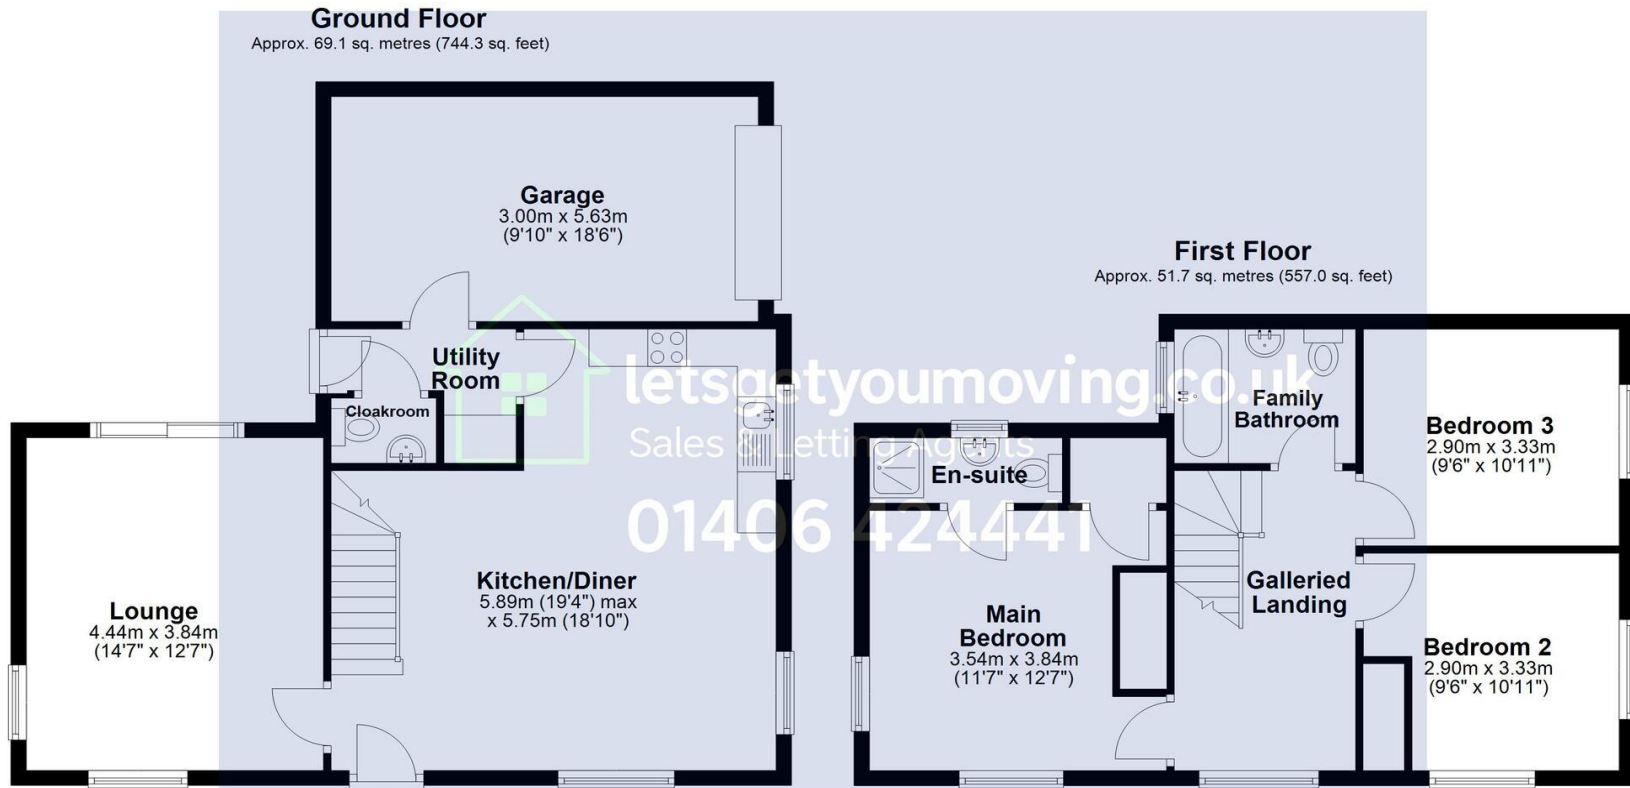 Ground Floor
Approx. 69.1 sq. metres (744.3 sq. feet)
Garage
3.00m x 5.63m
(9'10" x 18'6")
Utility
Room
Cloakroom
Lounge
4.44m x 3.84m
(14'7" x 12'7")
Kitchen/Diner
5.89m (19'4") max
x 5.75m (18'10")
letsgetyoumoving.co.uk
Sales & Letting Agents
01406 424441
First Floor
Approx. 51.7 sq. metres (557.0 sq. feet)
Family
Bathroom
Bedroom 3
2.90m x 3.33m
(9'6" x 10'11")
En-suite
Galleried
Landing
Main
Bedroom
3.54m x 3.84m
(11'7" x 12'7")
Bedroom 2
2.90m x 3.33m
(9'6" x 10'11")